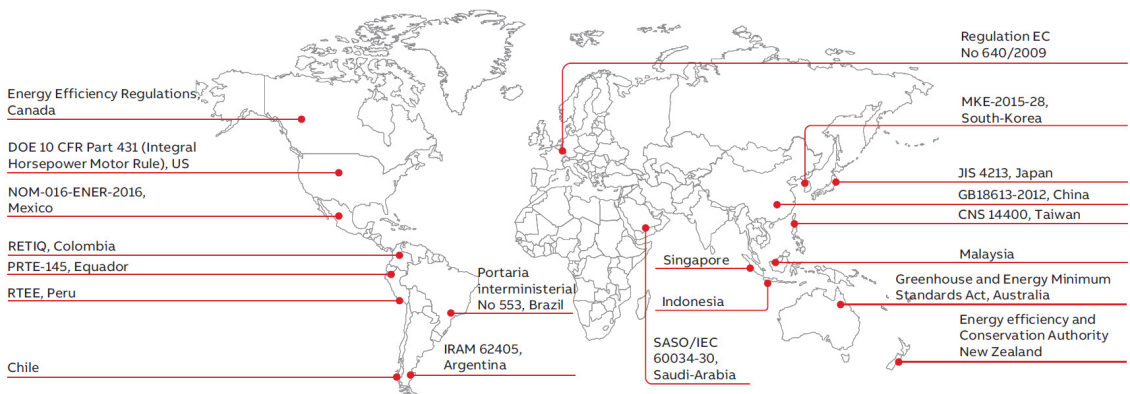 Energy Efficiency Regulations,
Canada
DOE 10 CFR Part 431 (Integral
Horsepower Motor Rule), US
NOM-016-ENER-2016,
Mexico
RETIQ, Colombia
PRTE-145, Equador
RTEE, Peru
Chile
Portaria
interministerial
No 553, Brazil
IRAM 62405,
Argentina
Regulation EC
No 640/2009
MKE-2015-28,
South-Korea
JIS 4213, Japan
GB18613-2012, China
CNS 14400, Taiwan
Singapore
Malaysia
Indonesia
Greenhouse and Energy Minimum
Standards Act, Australia
Energy efficiency and
Conservation Authority
New Zealand
SASO/IEC
60034-30,
Saudi-Arabia